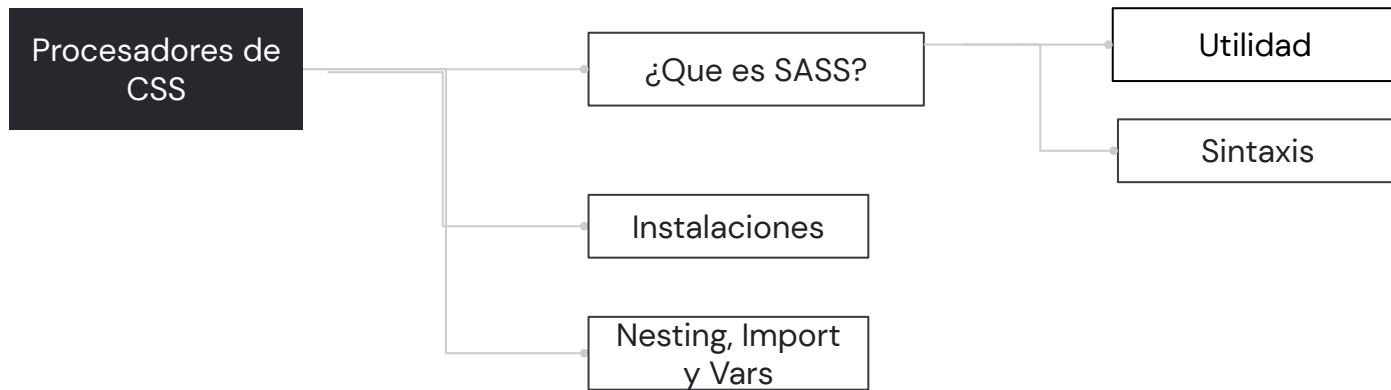 Procesadores de
CSS
¿Que es SASS?
Utilidad
Sintaxis
Instalaciones
Nesting, Import
y Vars